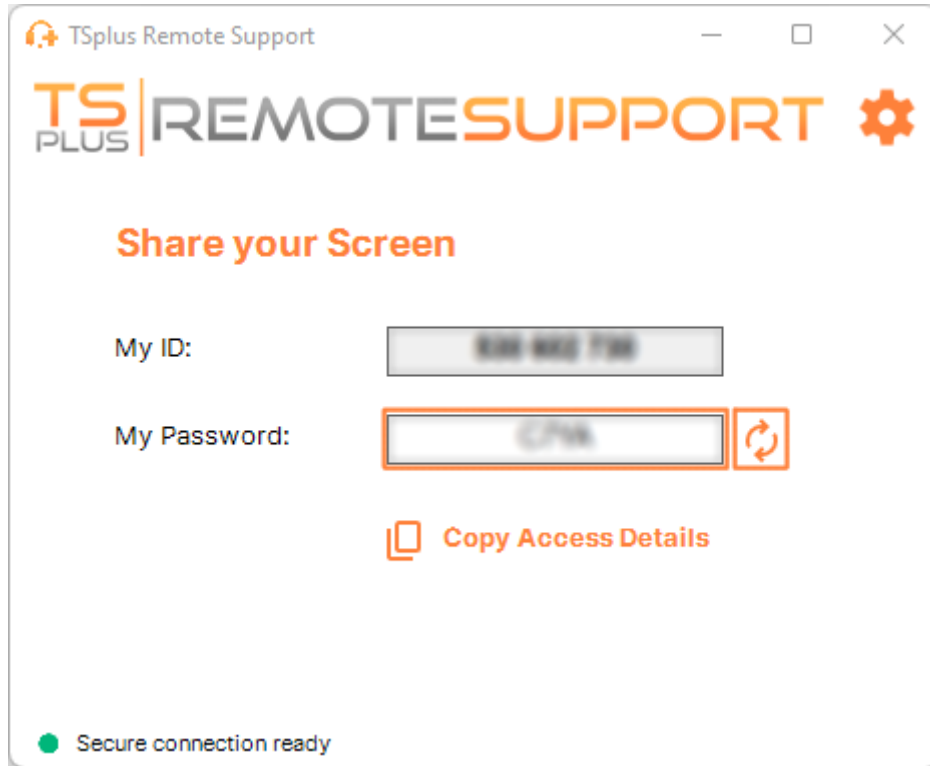 TSplus Remote Support
TS PLUS REMOTESUPPORT
Share your Screen
My ID:
My Password:
Copy Access Details
Secure connection ready